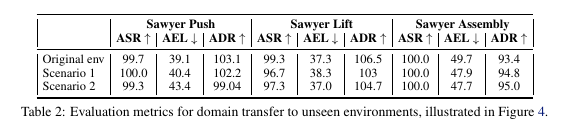 Sawyer Push Sawyer Lift Sawyer Assembly
ASR ↑ AEL ↓ ADR ↑ ASR ↑ AEL ↓ ADR ↑ ASR ↑ AEL ↓ ADR ↑
Original env 99.7 39.1 103.1 99.3 37.3 106.5 100.0 49.7 93.4
Scenario 1 100.0 40.4 102.2 96.7 38.3 103 100.0 47.9 94.8
Scenario 2 99.3 43.4 99.04 97.3 37.0 104.7 100.0 47.7 95.0
Table 2: Evaluation metrics for domain transfer to unseen environments, illustrated in Figure 4.